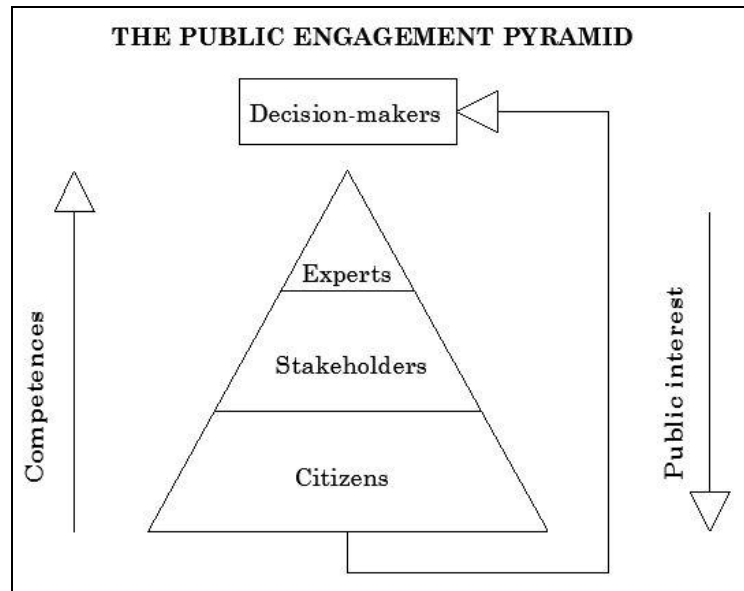 THE PUBLIC ENGAGEMENT PYRAMID
Decision-makers
Experts
Stakeholders
Citizens
Competences
Public interest